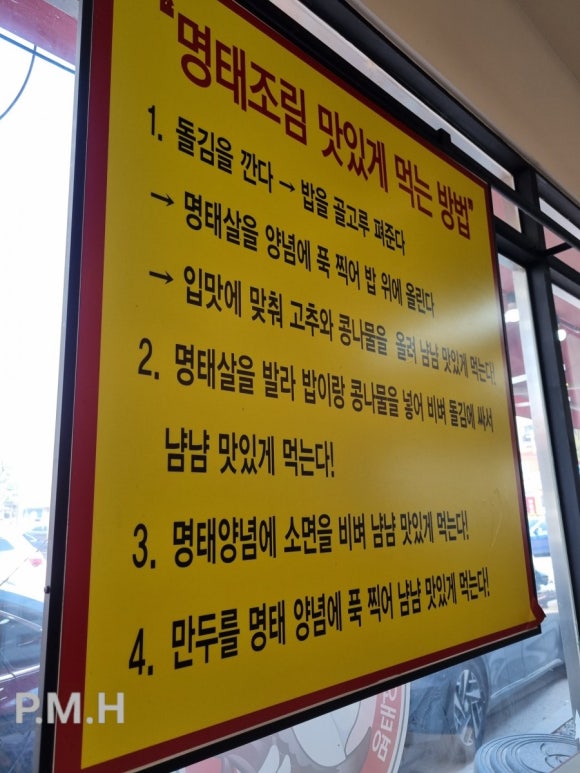 "명태조림 맛있게 먹는 방법"
1. 돌김을 깐다 → 밥을 골고루 펴준다
→ 명태살을 양념에 푹 찍어 밥 위에 올린다
→ 입맛에 맞춰 고추와 콩나물을 올려 냠냠 맛있게 먹는다!
2. 명태살을 발라 밥이랑 콩나물을 넣어 비벼 돌김에 싸서
냠냠 맛있게 먹는다!
3. 명태양념에 소면을 비벼 냠냠 맛있게 먹는다!
4. 만두를 명태 양념에 푹 찍어 냠냠 맛있게 먹는다!
P.M.H
명태